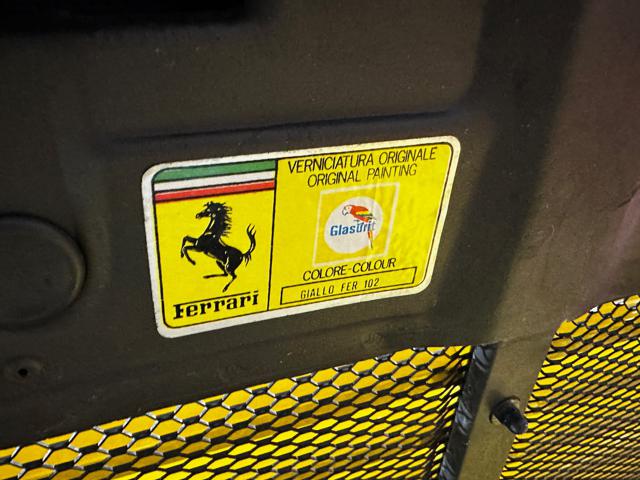 VERNICIATURA ORIGINALE
ORIGINAL PAINTING
Glasurit
COLORE-COLOUR
GIALLO FER 102
Ferrari